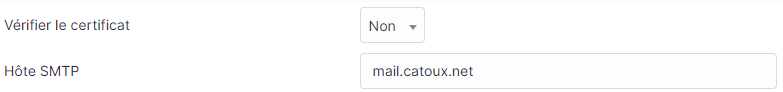 Vérifier le certificat Non
Hôte SMTP mail.catoux.net